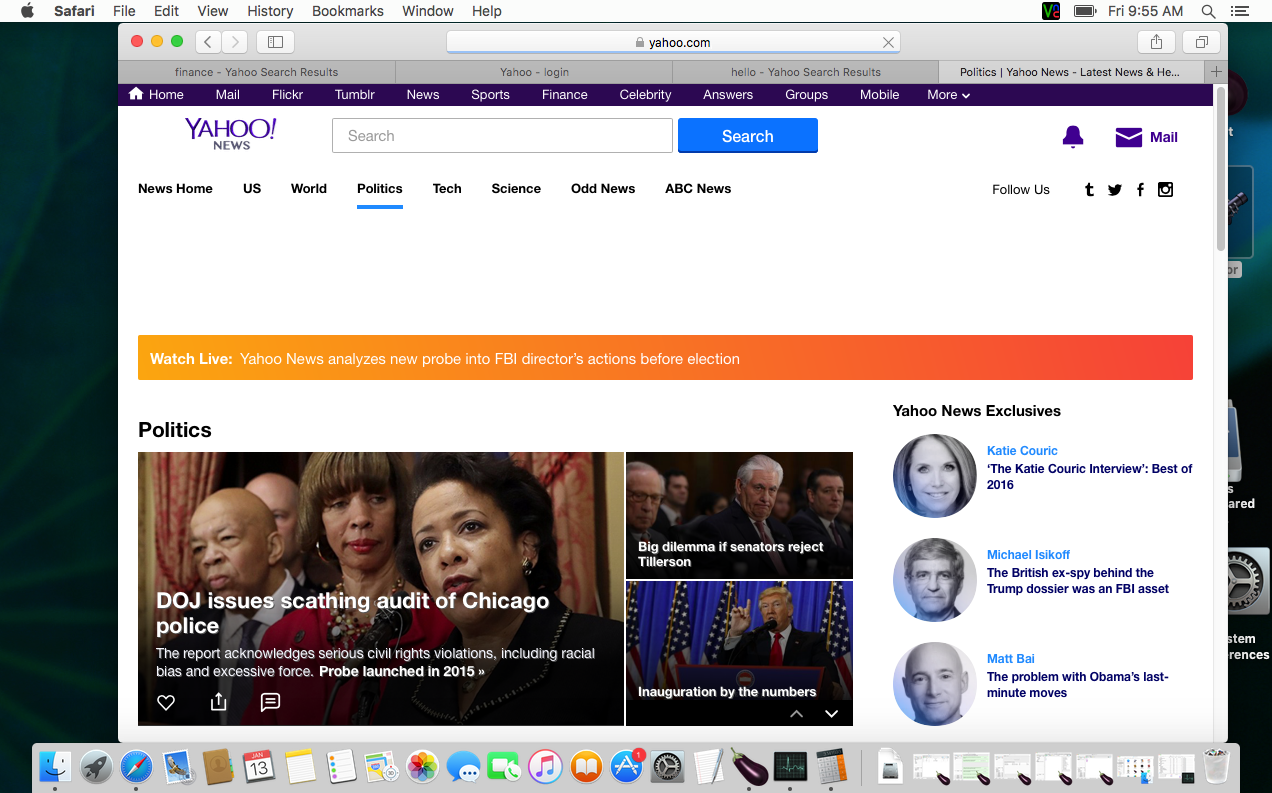 Safari File Edit View History Bookmarks Window Help
Fri 9:55 AM
yahoo.com
finance - Yahoo Search Results
Yahoo - login
hello - Yahoo Search Results
Politics | Yahoo News - Latest News & He...
Home Mail Flickr Tumblr News Sports Finance Celebrity Answers Groups Mobile More
YAHOO!
NEWS
Search
Search
Mail
News Home US World Politics Tech Science Odd News ABC News
Follow Us
Watch Live: Yahoo News analyzes new probe into FBI director's actions before election
Politics
DOJ issues scathing audit of Chicago
police
The report acknowledges serious civil rights violations, including racial
bias and excessive force. Probe launched in 2015 »
Big dilemma if senators reject
Tillerson
Inauguration by the numbers
Yahoo News Exclusives
Katie Couric
‘The Katie Couric Interview’: Best of
2016
Michael Isikoff
The British ex-spy behind the
Trump dossier was an FBI asset
Matt Bai
The problem with Obama’s last-
minute moves
t
or
s
ared
stem
erences
JAN
13
1